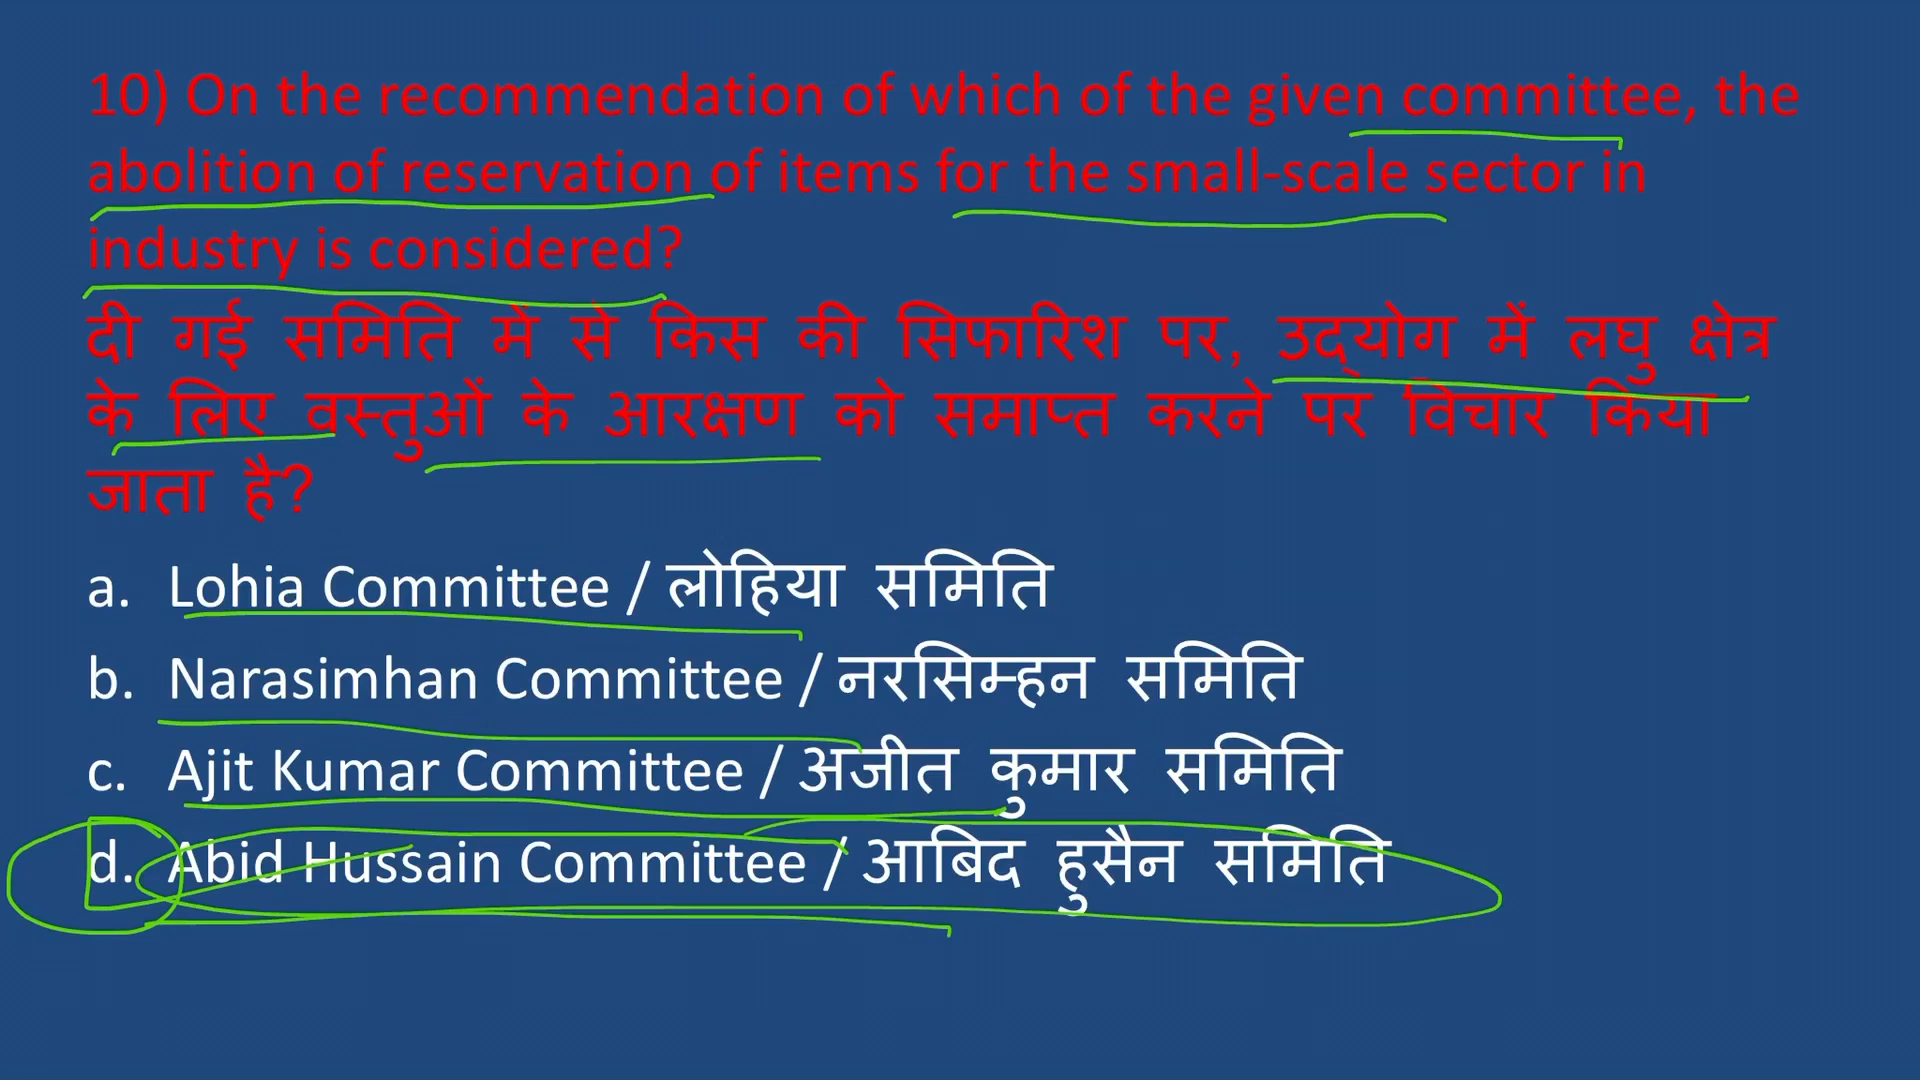 10) On the recommendation of which of the given committee, the
abolition of reservation of items for the small-scale sector in
industry is considered?
दी गई समिति में से किस की सिफारिश पर, उद्योग में लघु क्षेत्र
के लिए वस्तुओं के आरक्षण को समाप्त करने पर विचार किया
जाता है?
a. Lohia Committee / लोहिया समिति
b. Narasimhan Committee / नरसिम्हन समिति
c. Ajit Kumar Committee / अजीत कुमार समिति
d. Abid Hussain Committee / आबिद हुसैन समिति